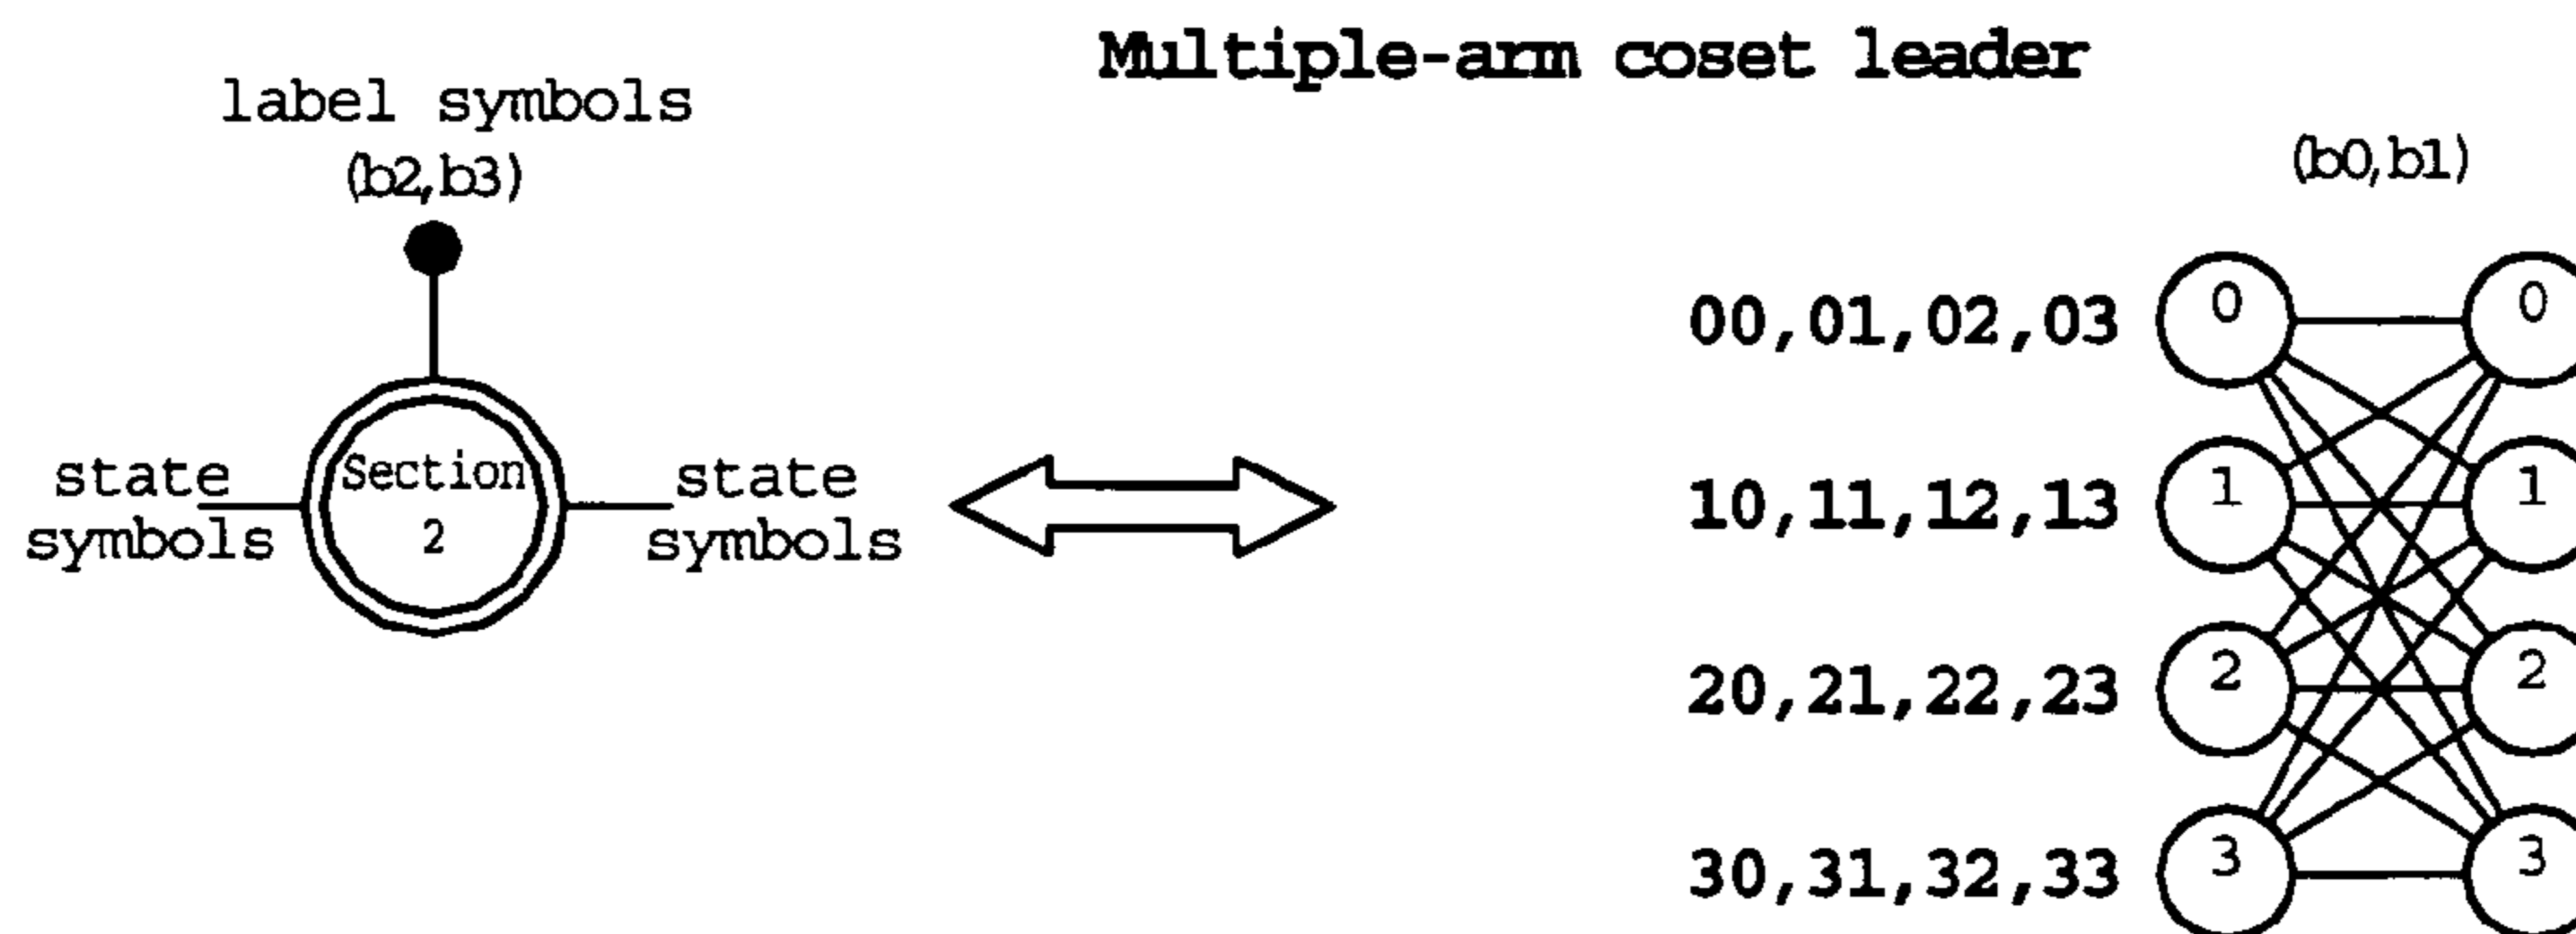 Multiple-arm coset leader
label symbols
(b2,b3)
(b0,b1)
state
symbols
Section
2
state
symbols
00,01,02,03
0
0
10,11,12,13
1
1
20,21,22,23
2
2
30,31,32,33
3
3